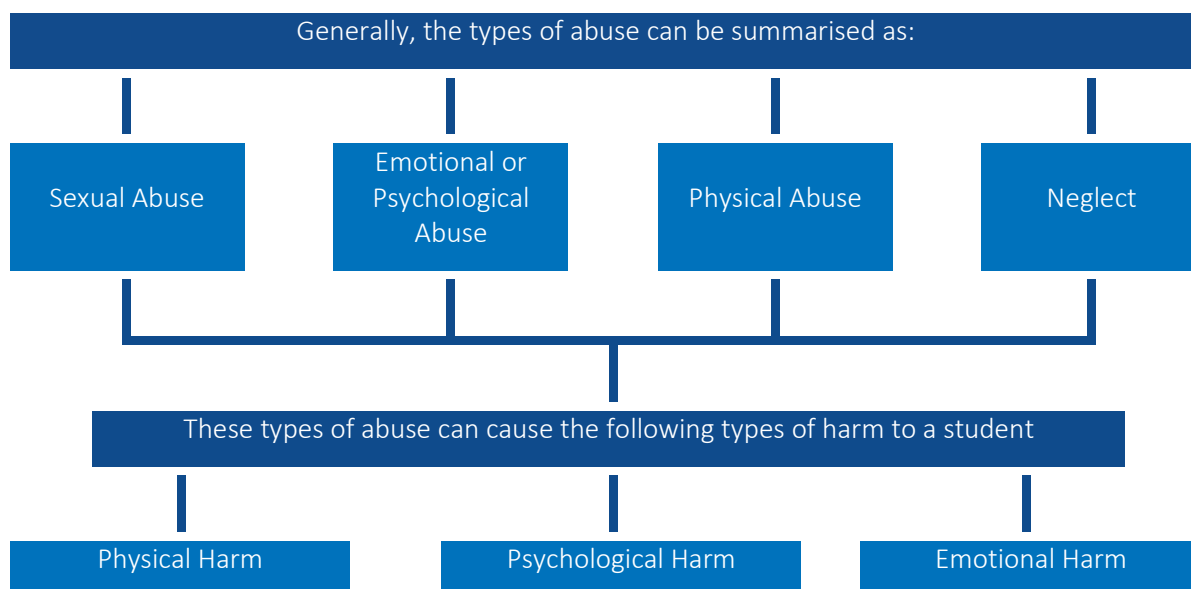 Generally, the types of abuse can be summarised as:
Sexual Abuse
Emotional or
Psychological
Abuse
Physical Abuse
Neglect
These types of abuse can cause the following types of harm to a student
Physical Harm
Psychological Harm
Emotional Harm